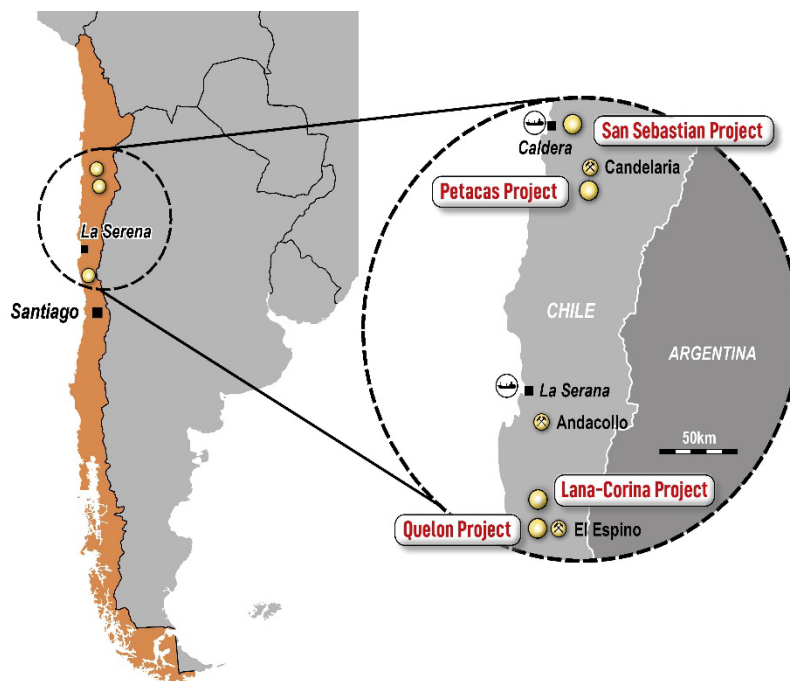 La Serena
Santiago
Caldera
San Sebastian Project
Candelaria
Petacas Project
CHILE
ARGENTINA
La Serana
Andacollo
50km
Lana-Corina Project
Quelon Project
El Espino